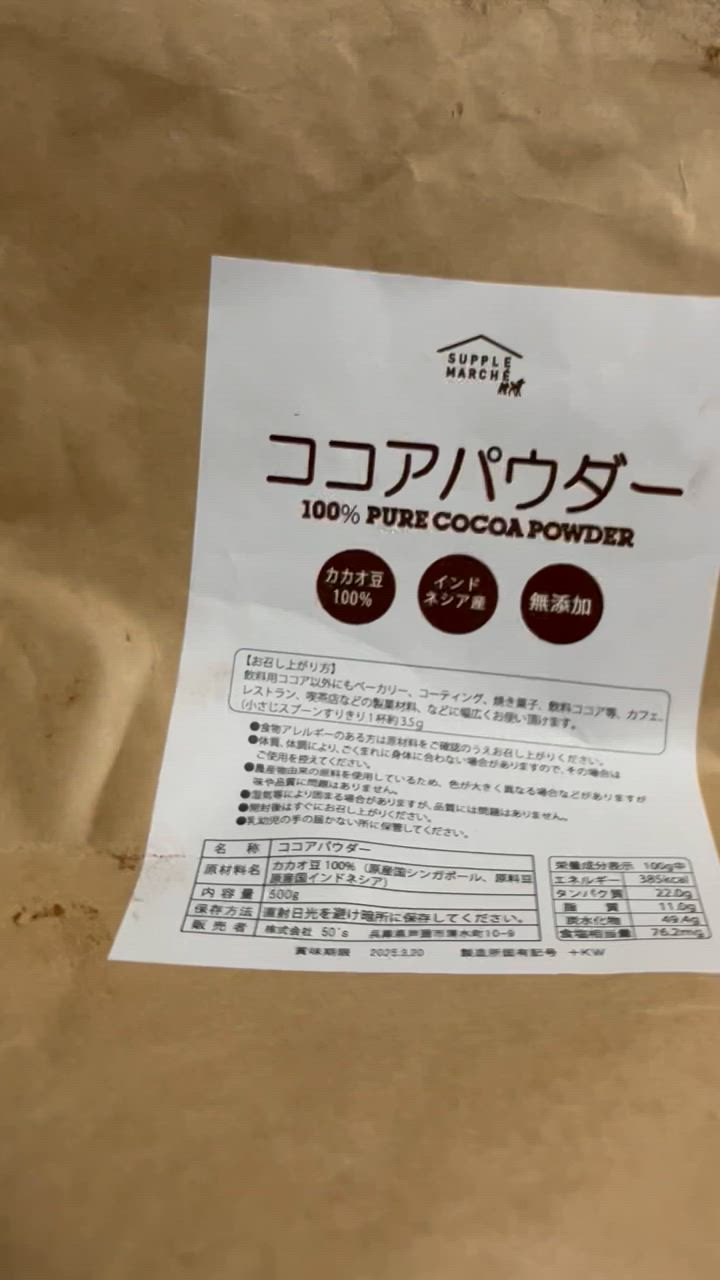 SUPPLE
MARCHÉ
ココアパウダー
100% PURE COCOA POWDER
カカオ豆
100%
インド
ネシア産
無添加
【お召し上がり方】
飲料用ココア以外にもベーカリー、コーティング、焼き菓子、飲料ココア等、カフェ、
レストラン、喫茶店などの製菓材料、などに幅広くお使い頂けます。
(小さじスプーンすりきり1杯約3.5g
●食物アレルギーのある方は原材料をご確認のうえお召し上がりください。
●体質、体調により、ごくまれに身体に合わない場合がありますので、その場合は
ご使用を控えてください。
●農産物由来の原料を使用しているため、色が大きく異なる場合などがありますが
味や品質に問題はありません。
●湿気等により固まる場合がありますが、品質には問題はありません。
●開封後はすぐにお召し上がりください。
●乳幼児の手の届かない所に保管してください。
名 称 ココアパウダー
原材料名 カカオ豆100%（原産国シンガポール、原料豆
原産国インドネシア）
内容量 500g
保存方法 直射日光を避け暗所に保存してください。
販売者 株式会社 50's 兵庫県芦屋市 町10-9
栄養成分表示 100g中
エネルギー 385kcal
タンパク質 22.0g
脂 質 11.0g
炭水化物 49.4g
食塩相当量 76.2mg
賞味期限 2025.9.20 製造所固有記号 +KW